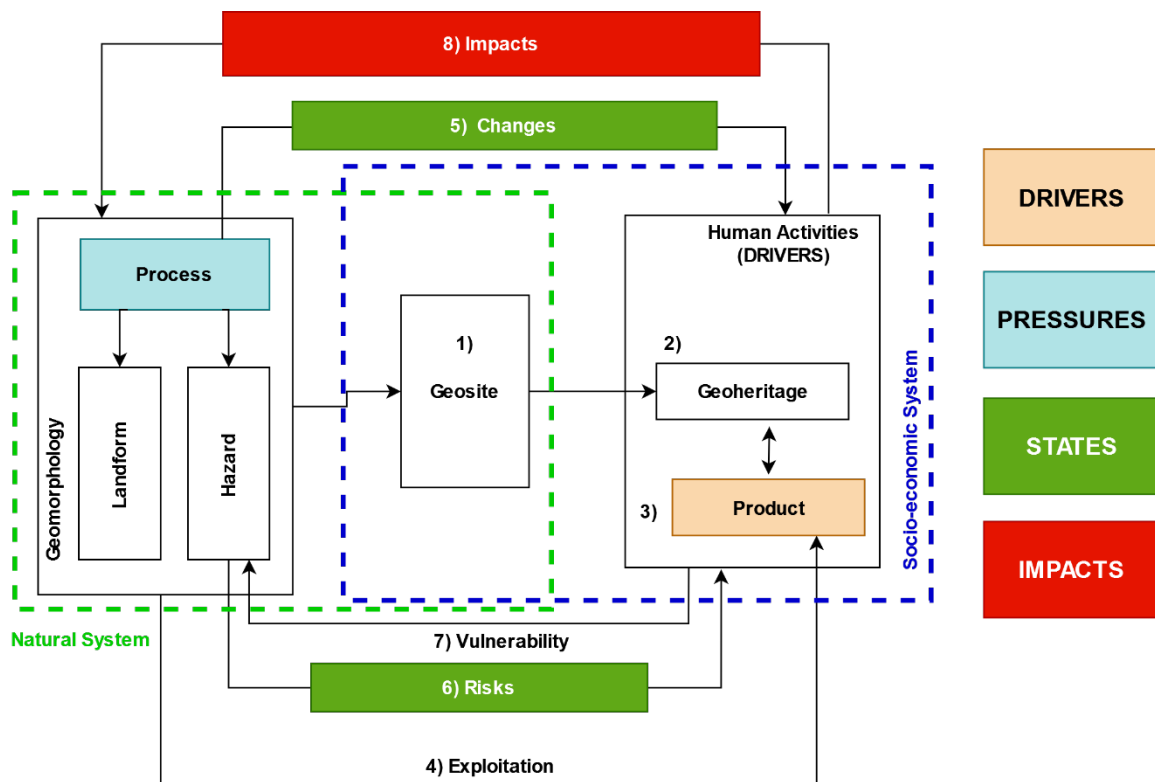 8) Impacts
5) Changes
Human Activities
(DRIVERS)
Process
1)
Geosite
2)
Geoheritage
3)
Product
Geomorphology
Landform
Hazard
Socio-economic System
Natural System
7) Vulnerability
6) Risks
4) Exploitation
DRIVERS
PRESSURES
STATES
IMPACTS